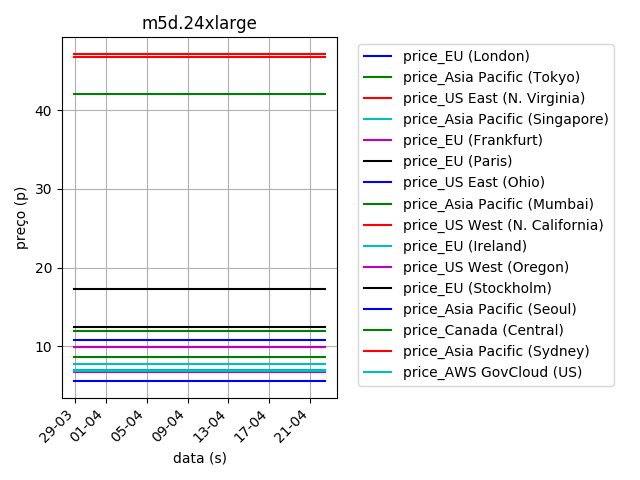 m5d.24xlarge
preço (p)
40
30
20
10
29-03
01-04
05-04
09-04
13-04
17-04
21-04
data (s)
price_EU (London)
price_Asia Pacific (Tokyo)
price_US East (N. Virginia)
price_Asia Pacific (Singapore)
price_EU (Frankfurt)
price_EU (Paris)
price_US East (Ohio)
price_Asia Pacific (Mumbai)
price_US West (N. California)
price_EU (Ireland)
price_US West (Oregon)
price_EU (Stockholm)
price_Asia Pacific (Seoul)
price_Canada (Central)
price_Asia Pacific (Sydney)
price_AWS GovCloud (US)